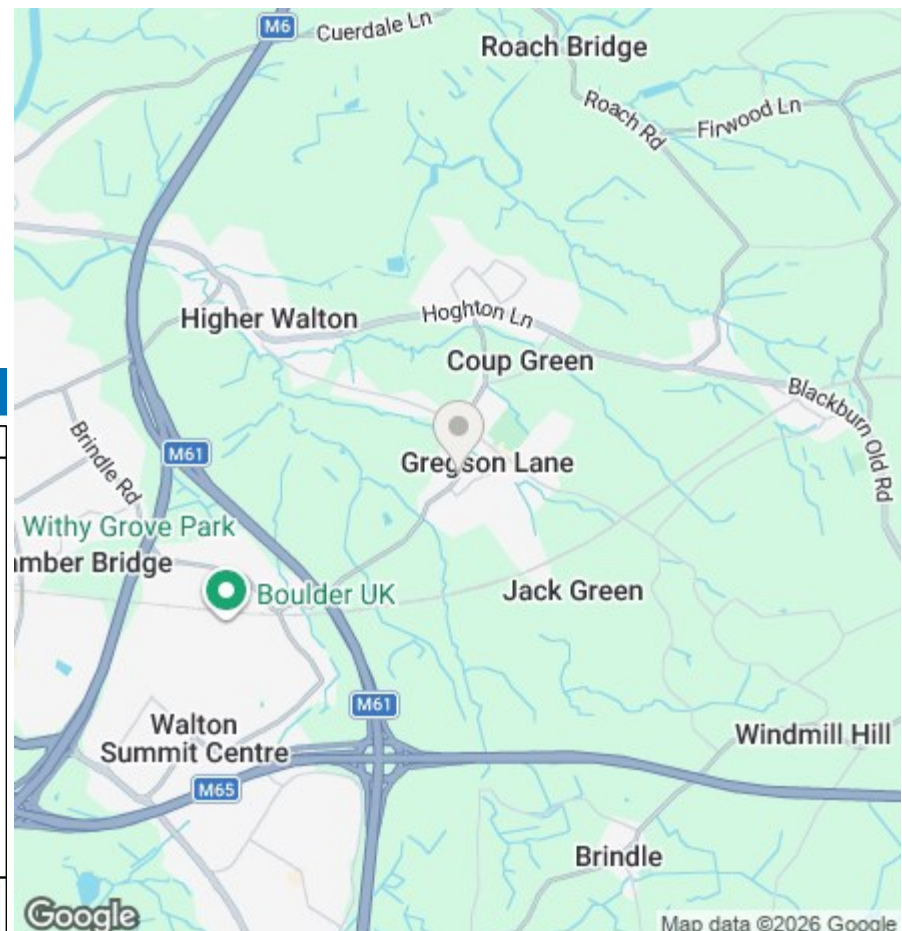 M6
Cuerdale Ln
Roach Bridge
Roach Rd
Firwood Ln
Higher Walton
Hoghton Ln
Coup Green
Blackburn Old Rd
Brindle Rd
M61
Gregson Lane
Withy Grove Park
amber Bridge
Boulder UK
Jack Green
M61
Walton
Summit Centre
Windmill Hill
M65
Brindle
Google
Map data ©2026 Google